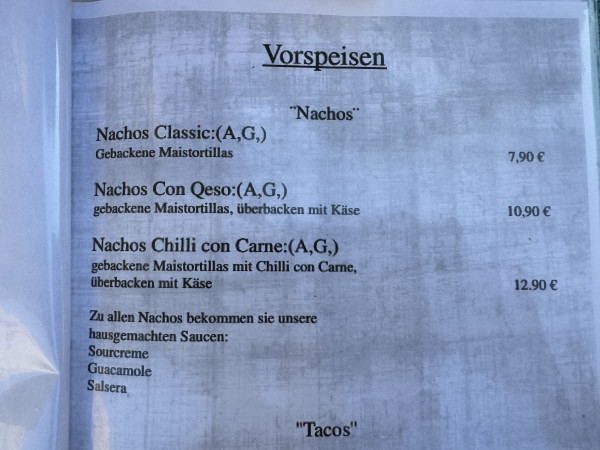 Vorspeisen
"Nachos"
Nachos Classic:(A,G,)
Gebackene Maistortillas 7,90 €
Nachos Con Qeso:(A,G,)
gebackene Maistortillas, überbacken mit Käse 10,90 €
Nachos Chilli con Carne:(A,G,)
gebackene Maistortillas mit Chilli con Carne,
überbacken mit Käse 12.90 €
Zu allen Nachos bekommen sie unsere
hausgemachten Saucen:
Sourcreme
Guacamole
Salsera
"Tacos"